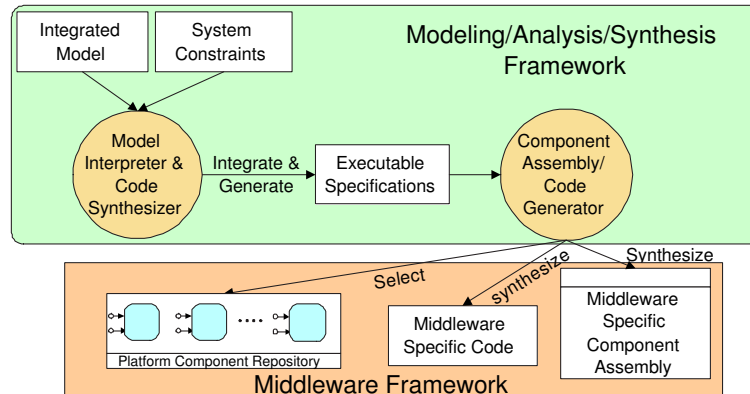 Integrated
Model
System
Constraints
Modeling/Analysis/Synthesis
Framework
Model
Interpreter &
Code
Synthesizer
Integrate &
Generate
Executable
Specifications
Component
Assembly/
Code
Generator
Select
synthesize
Synthesize
Platform Component Repository
Middleware
Specific Code
Middleware
Specific
Component
Assembly
Middleware Framework